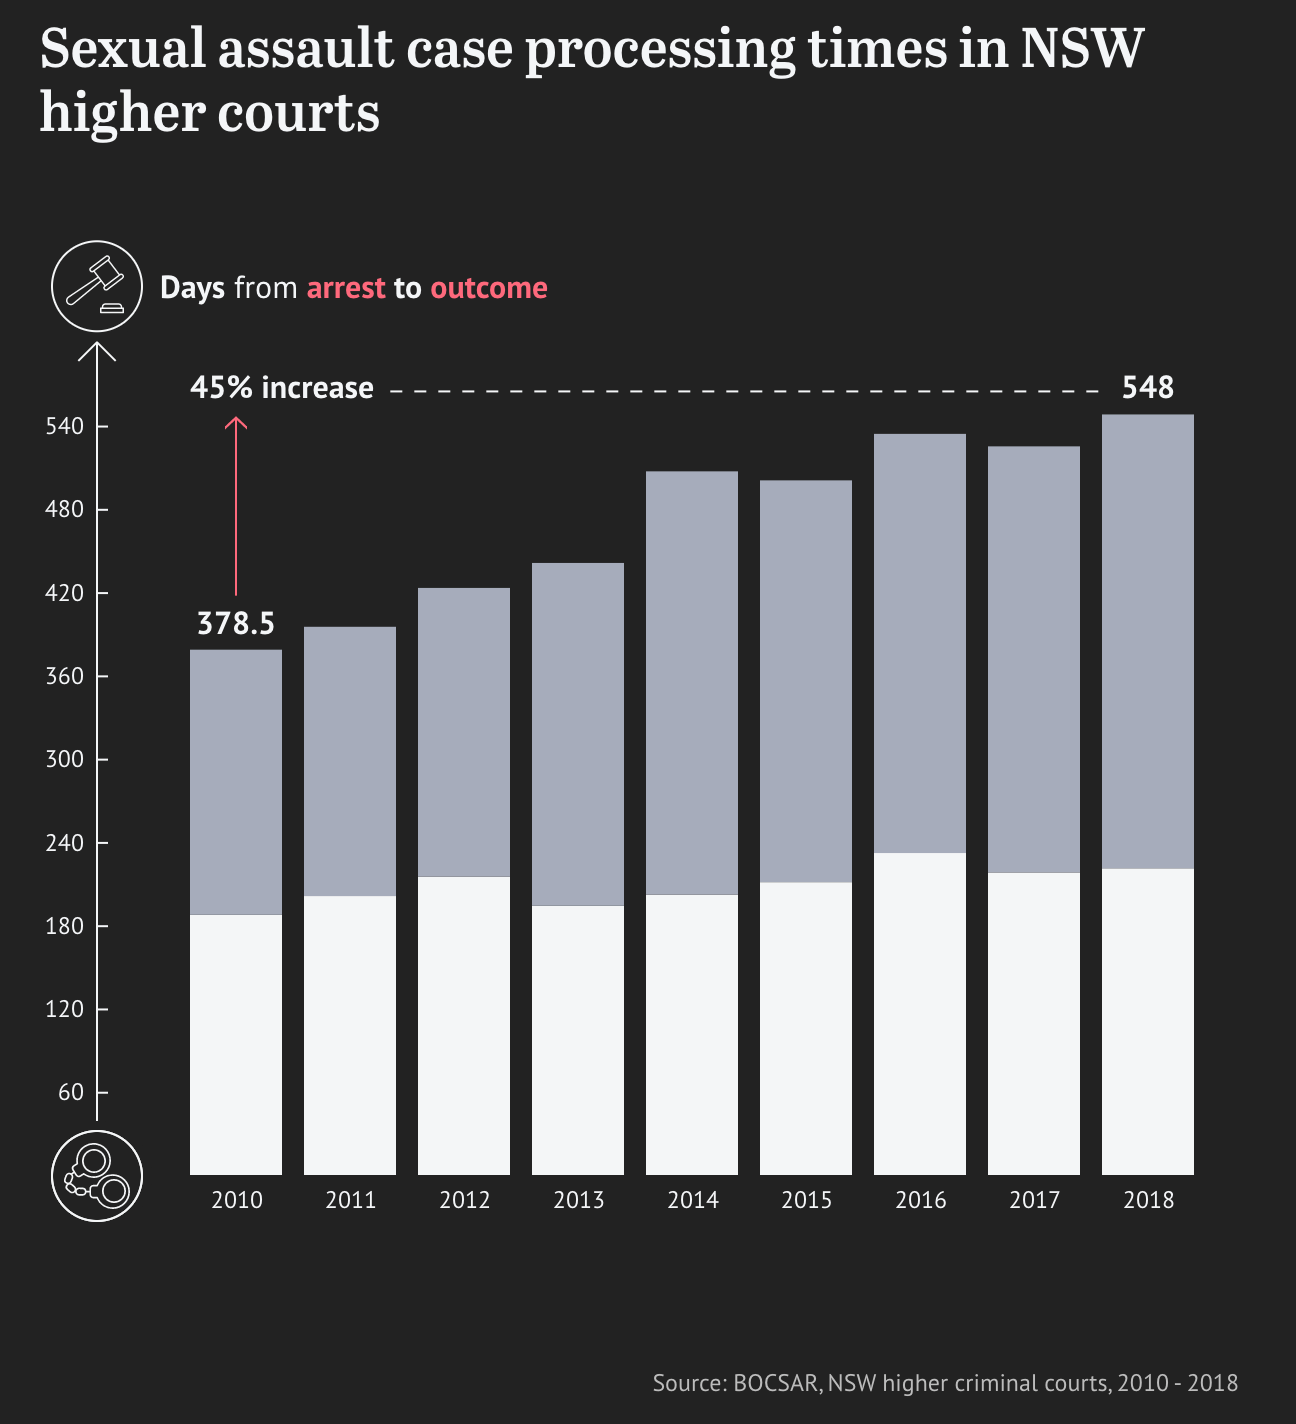 Sexual assault case processing times in NSW
higher courts
Days from arrest to outcome
45% increase
548
540
480
420
378.5
360
300
240
180
120
60
2010 2011 2012 2013 2014 2015 2016 2017 2018
Source: BOCSAR, NSW higher criminal courts, 2010 - 2018